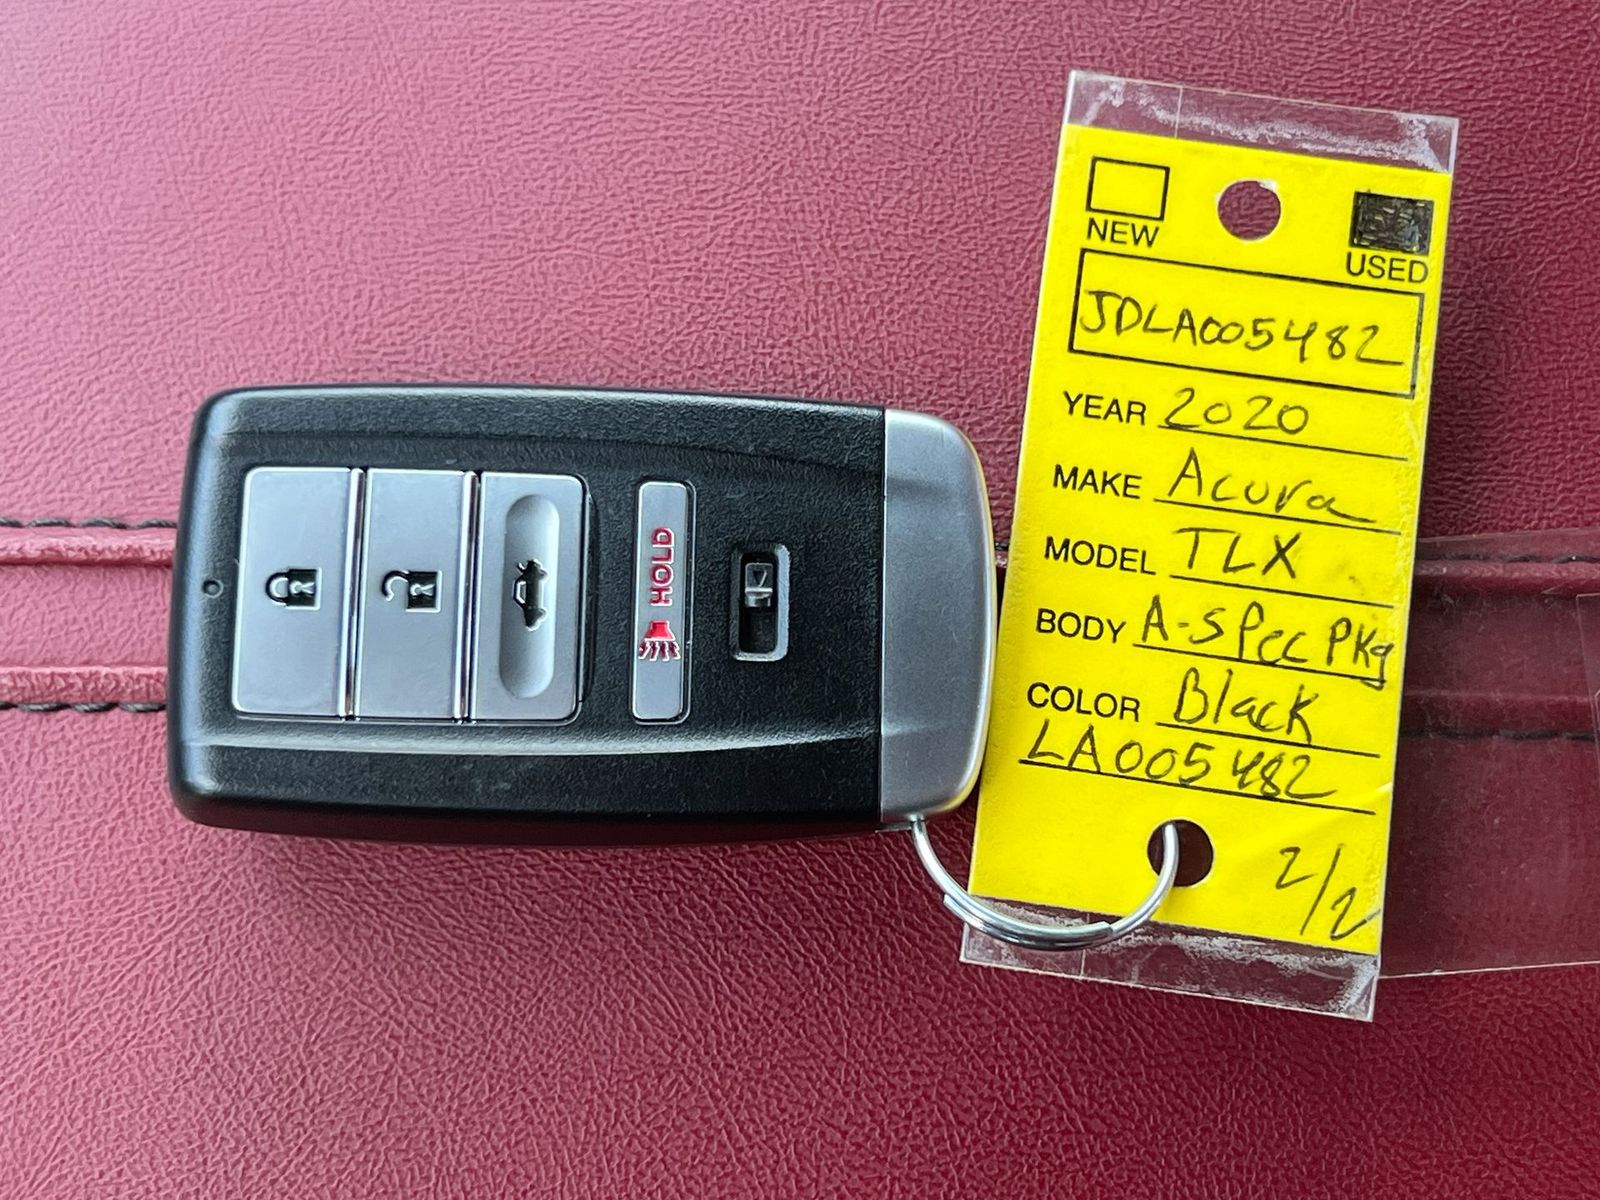 HOLD
NEW
USED
JDLA005482
YEAR 2020
MAKE Acura
MODEL TLX
BODY A-Spec PKg
COLOR Black
LA005482
2/2